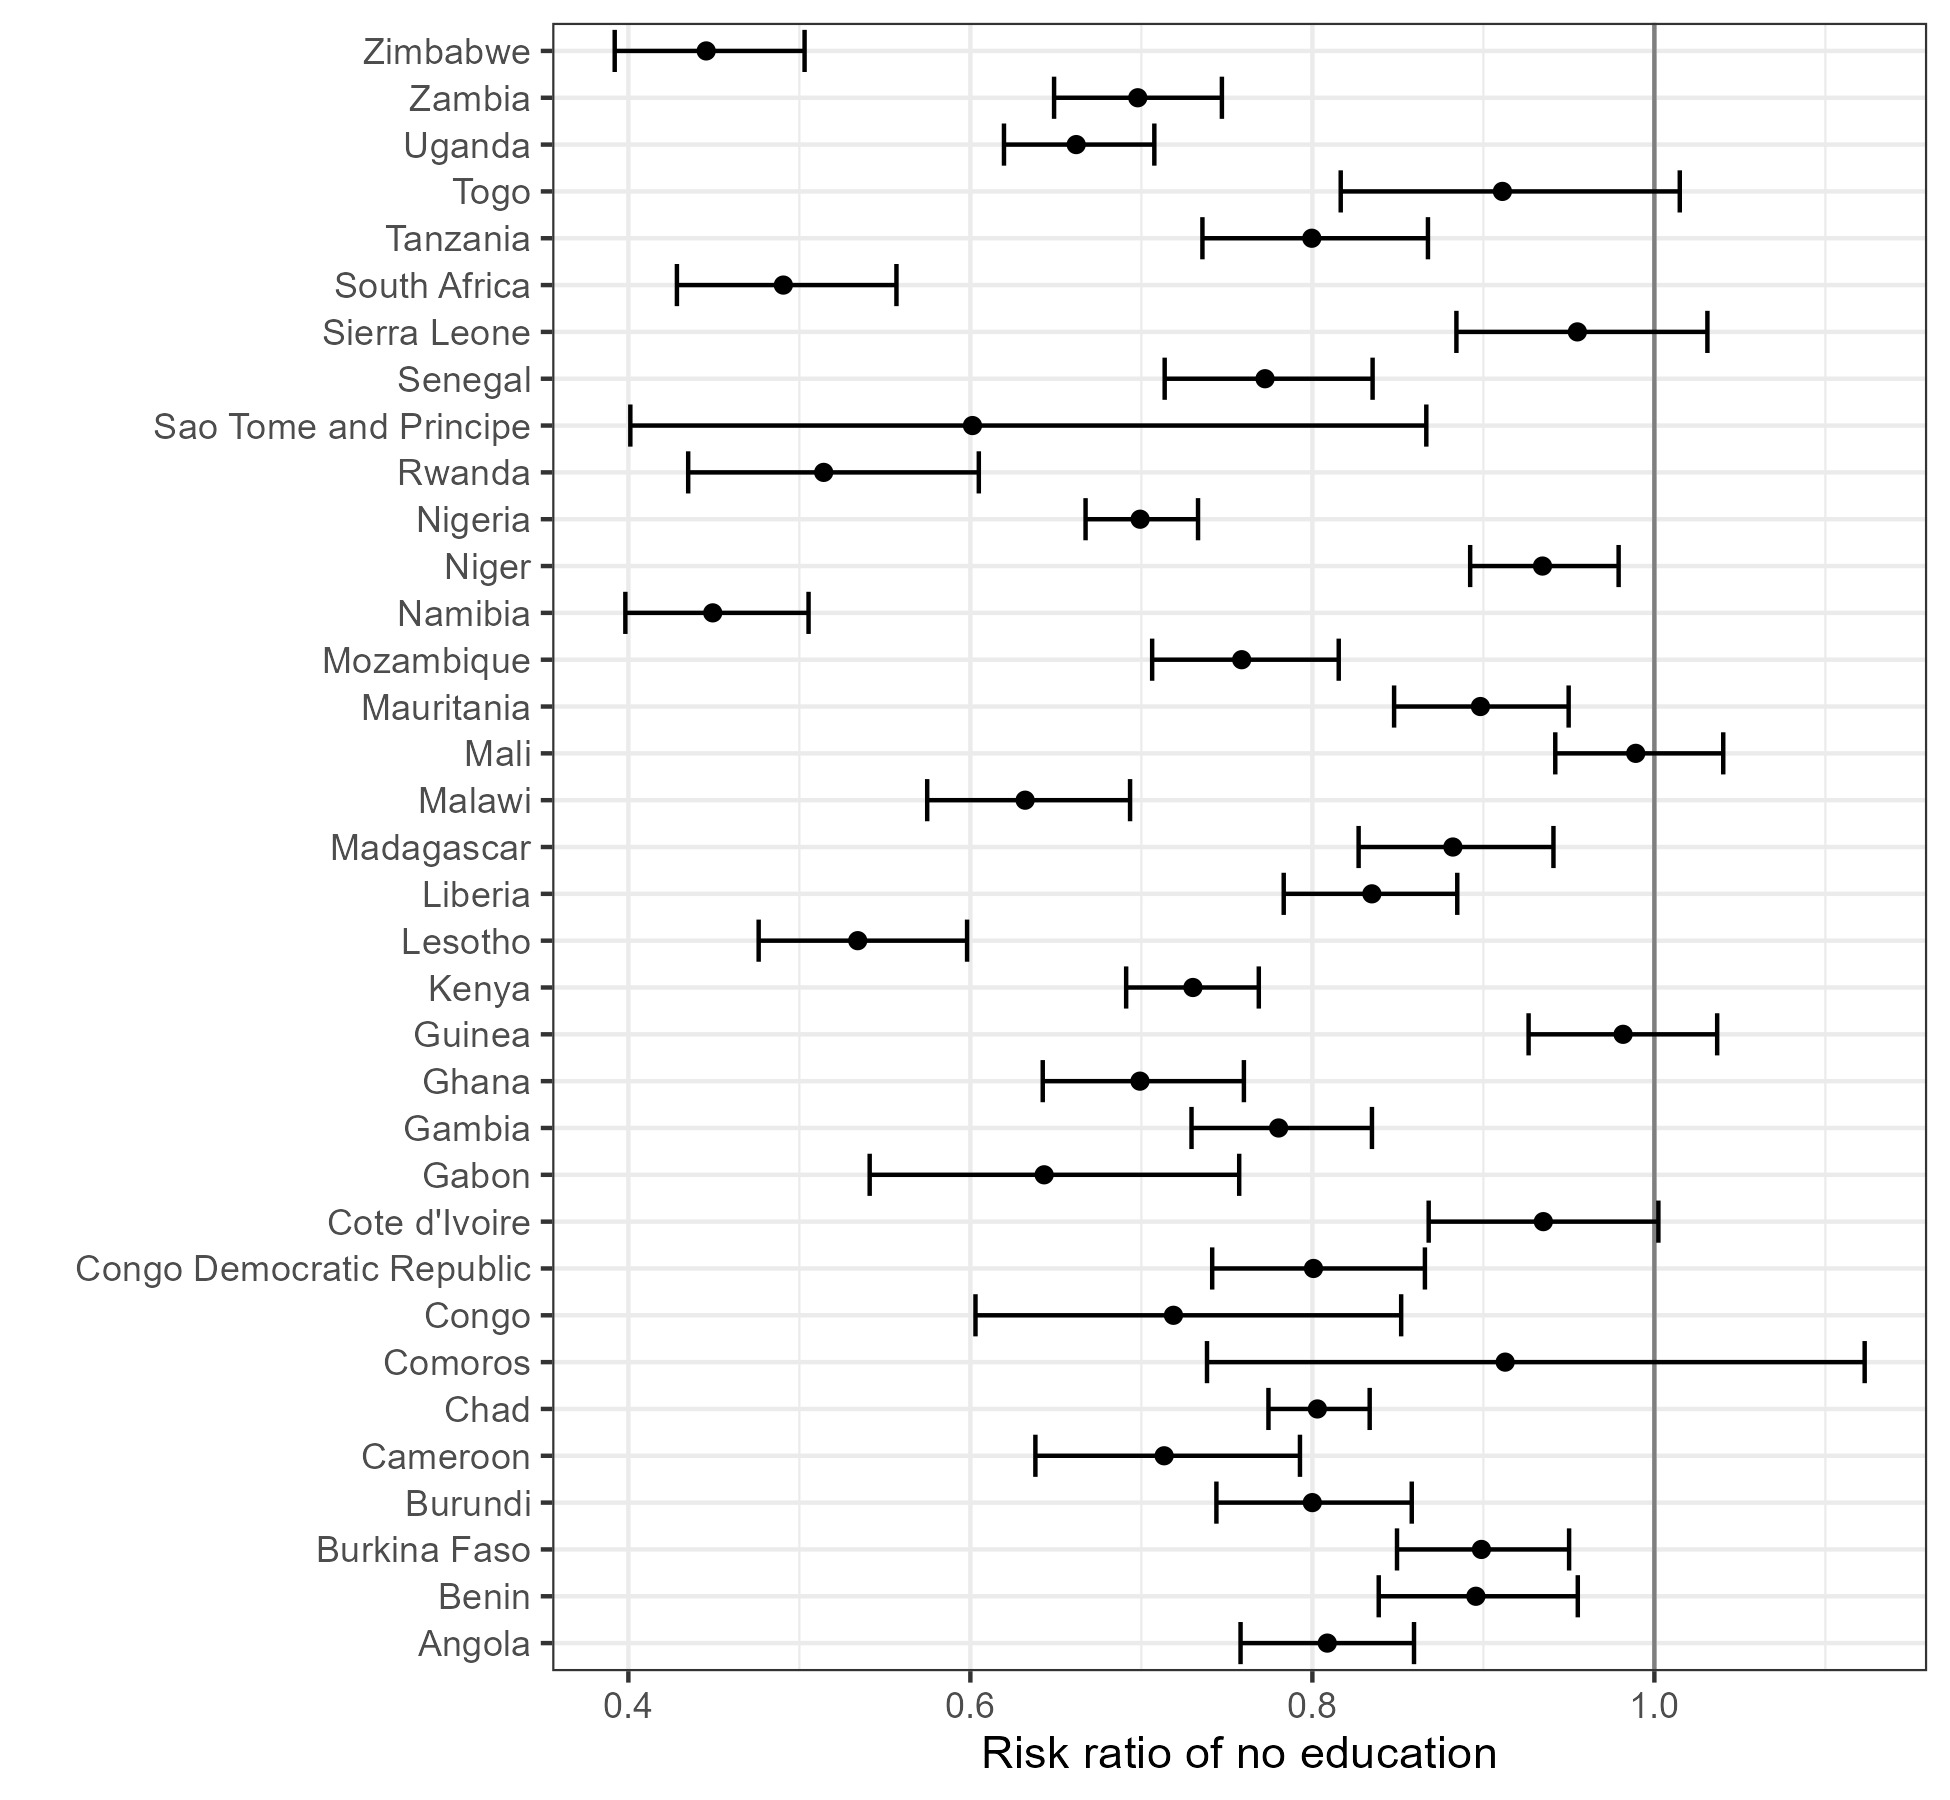 Zimbabwe
Zambia
Uganda
Togo
Tanzania
South Africa
Sierra Leone
Senegal
Sao Tome and Principe
Rwanda
Nigeria
Niger
Namibia
Mozambique
Mauritania
Mali
Malawi
Madagascar
Liberia
Lesotho
Kenya
Guinea
Ghana
Gambia
Gabon
Cote d'Ivoire
Congo Democratic Republic
Congo
Comoros
Chad
Cameroon
Burundi
Burkina Faso
Benin
Angola
0.4 0.6 0.8 1.0
Risk ratio of no education